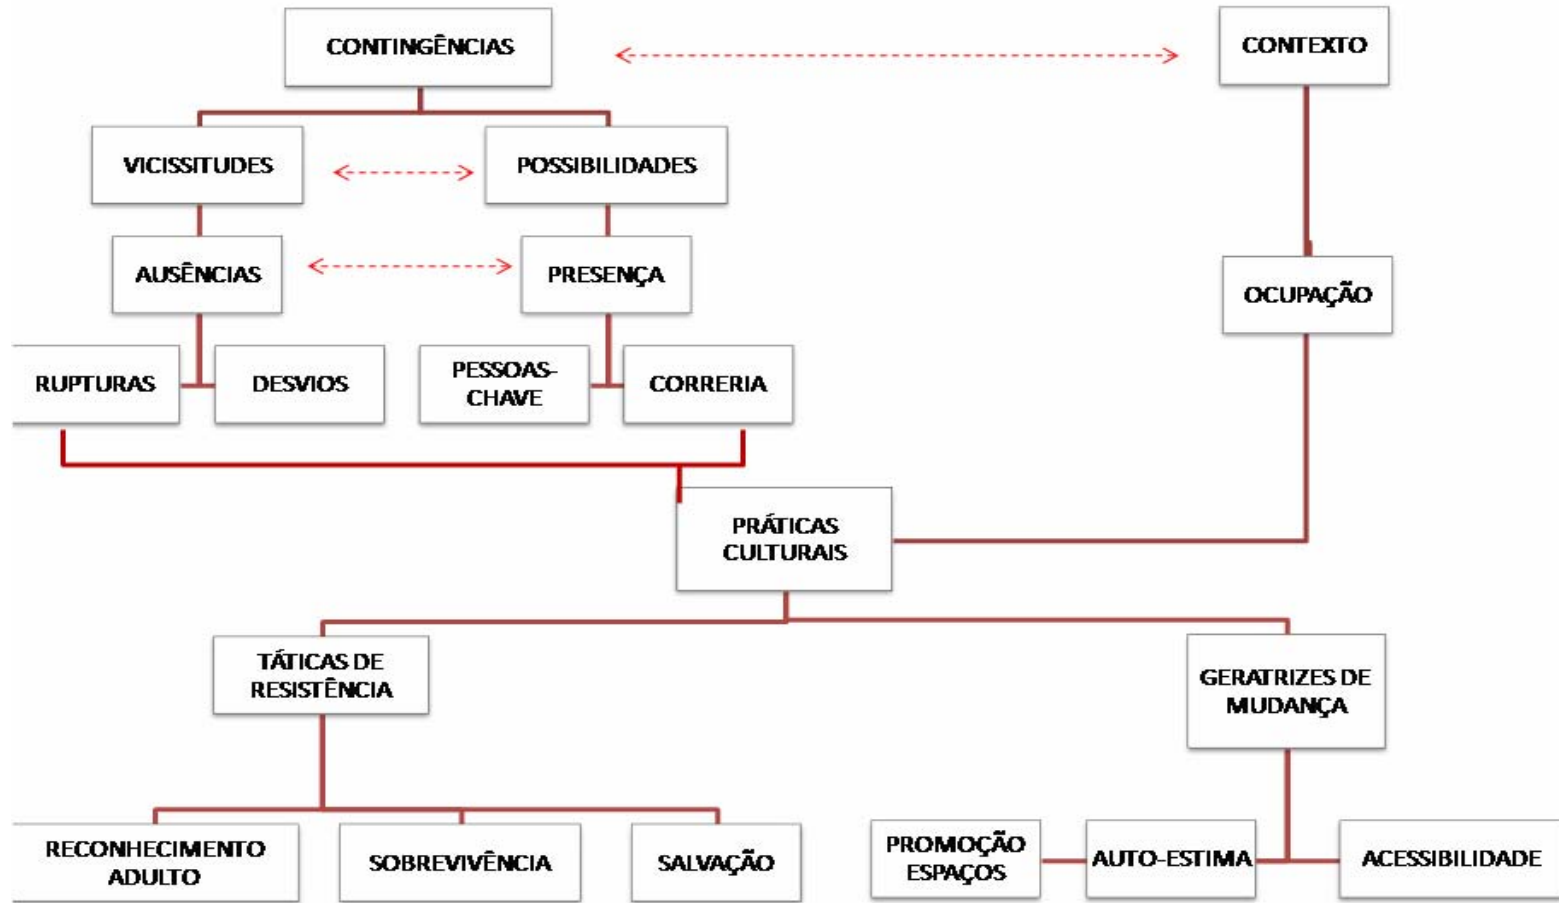 CONTINGÊNCIAS
CONTEXTO
VICISSITUDES
POSSIBILIDADES
AUSÊNCIAS
PRESENÇA
OCUPAÇÃO
RUPTURAS
DESVIOS
PESSOAS-
CHAVE
CORRERIA
PRÁTICAS
CULTURAIS
TÁTICAS DE
RESISTÊNCIA
GERATRIZES DE
MUDANÇA
RECONHECIMENTO
ADULTO
SOBREVIVÊNCIA
SALVAÇÃO
PROMOÇÃO
ESPAÇOS
AUTO-ESTIMA
ACESSIBILIDADE